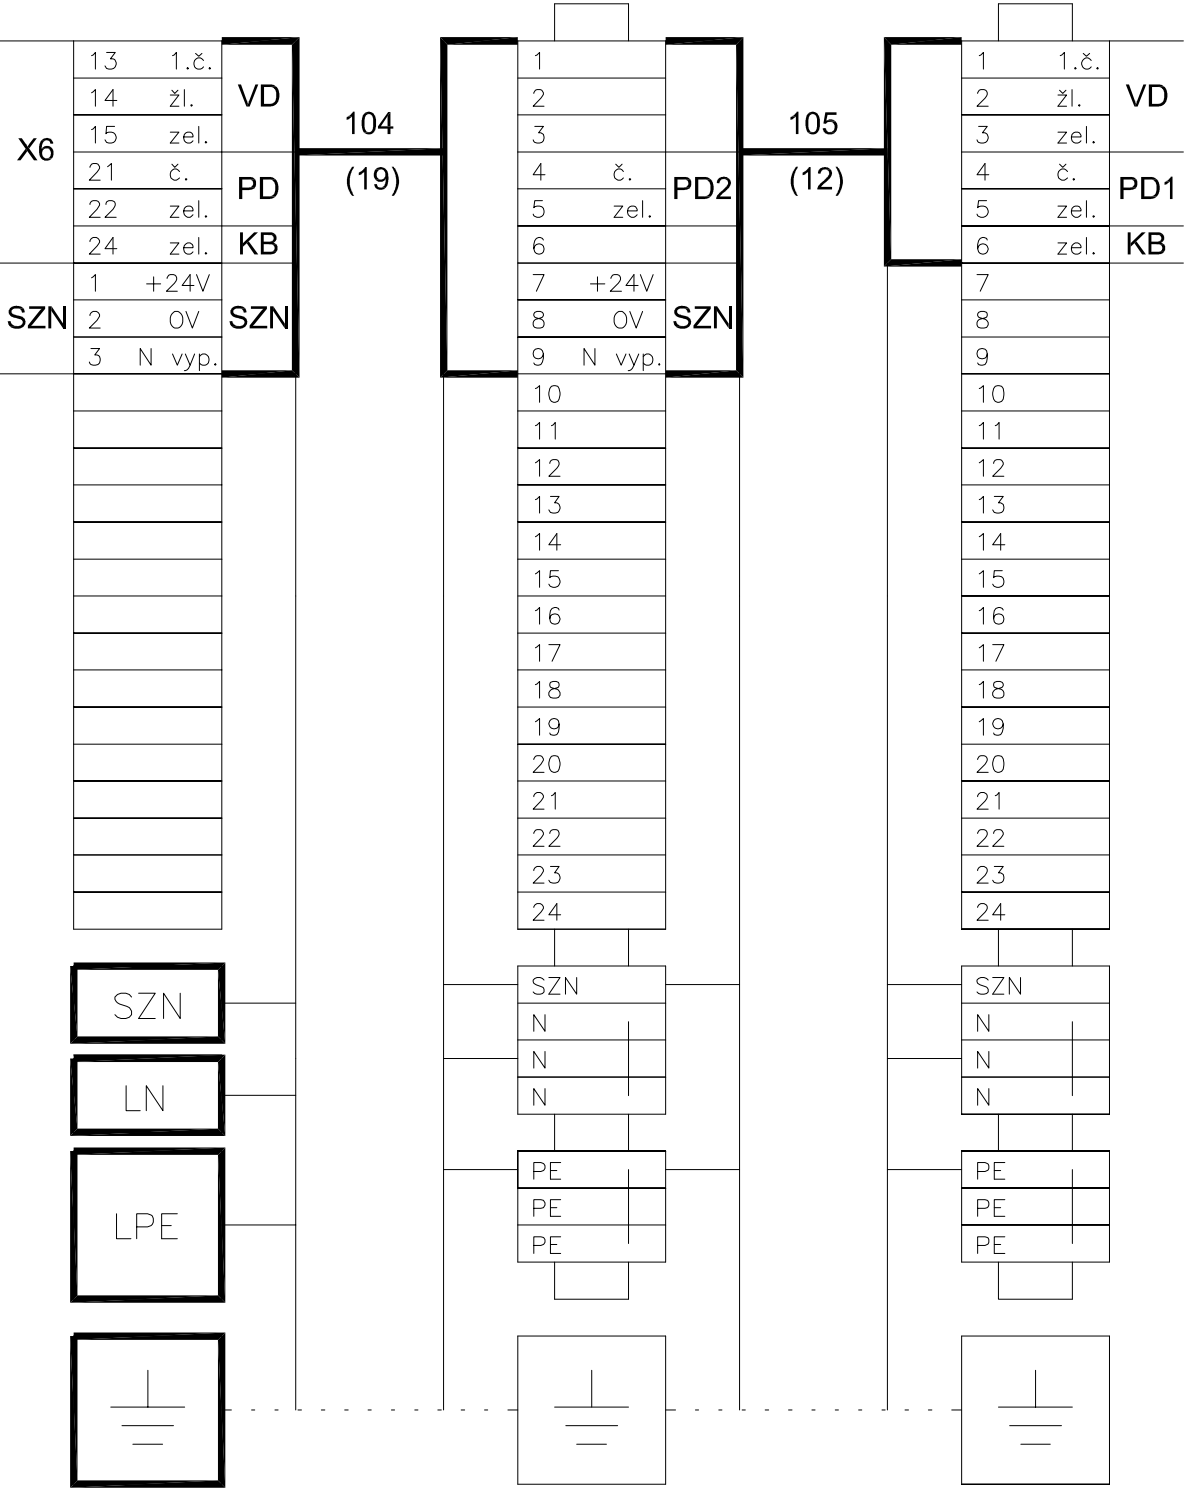 X6
13 1.č.
14 žl.
15 zel.
VD
21 č.
22 zel.
PD
24 zel.
KB
SZN
1 +24V
2 0V
3 N vyp.
SZN
SZN
LN
LPE
104
(19)
1
2
3
4 č.
5 zel.
PD2
6
7 +24V
8 0V
9 N vyp.
SZN
10
11
12
13
14
15
16
17
18
19
20
21
22
23
24
SZN
N
N
N
PE
PE
PE
105
(12)
1 1.č.
2 žl.
3 zel.
VD
4 č.
5 zel.
PD1
6 zel.
KB
7
8
9
10
11
12
13
14
15
16
17
18
19
20
21
22
23
24
SZN
N
N
N
PE
PE
PE